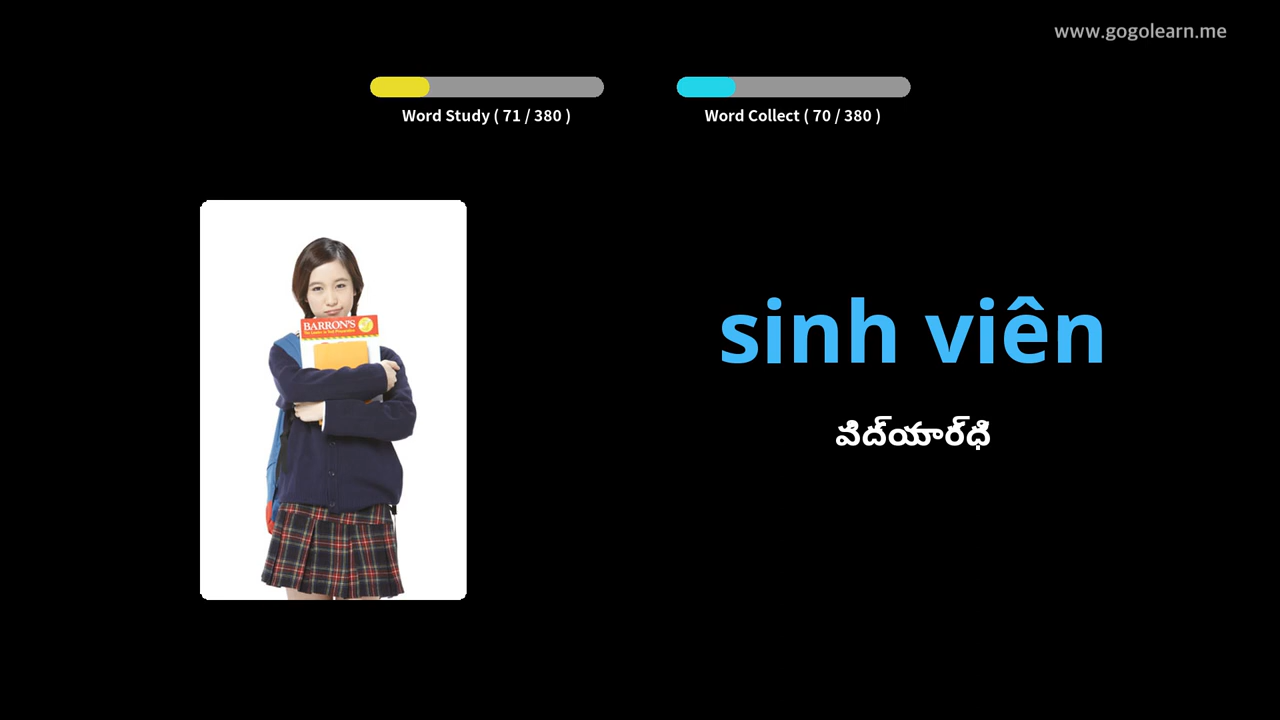 www.gogolearn.me
Word Study ( 71 / 380 )
Word Collect ( 70 / 380 )
BARRON'S
sinh viên
విద్యార్ధి